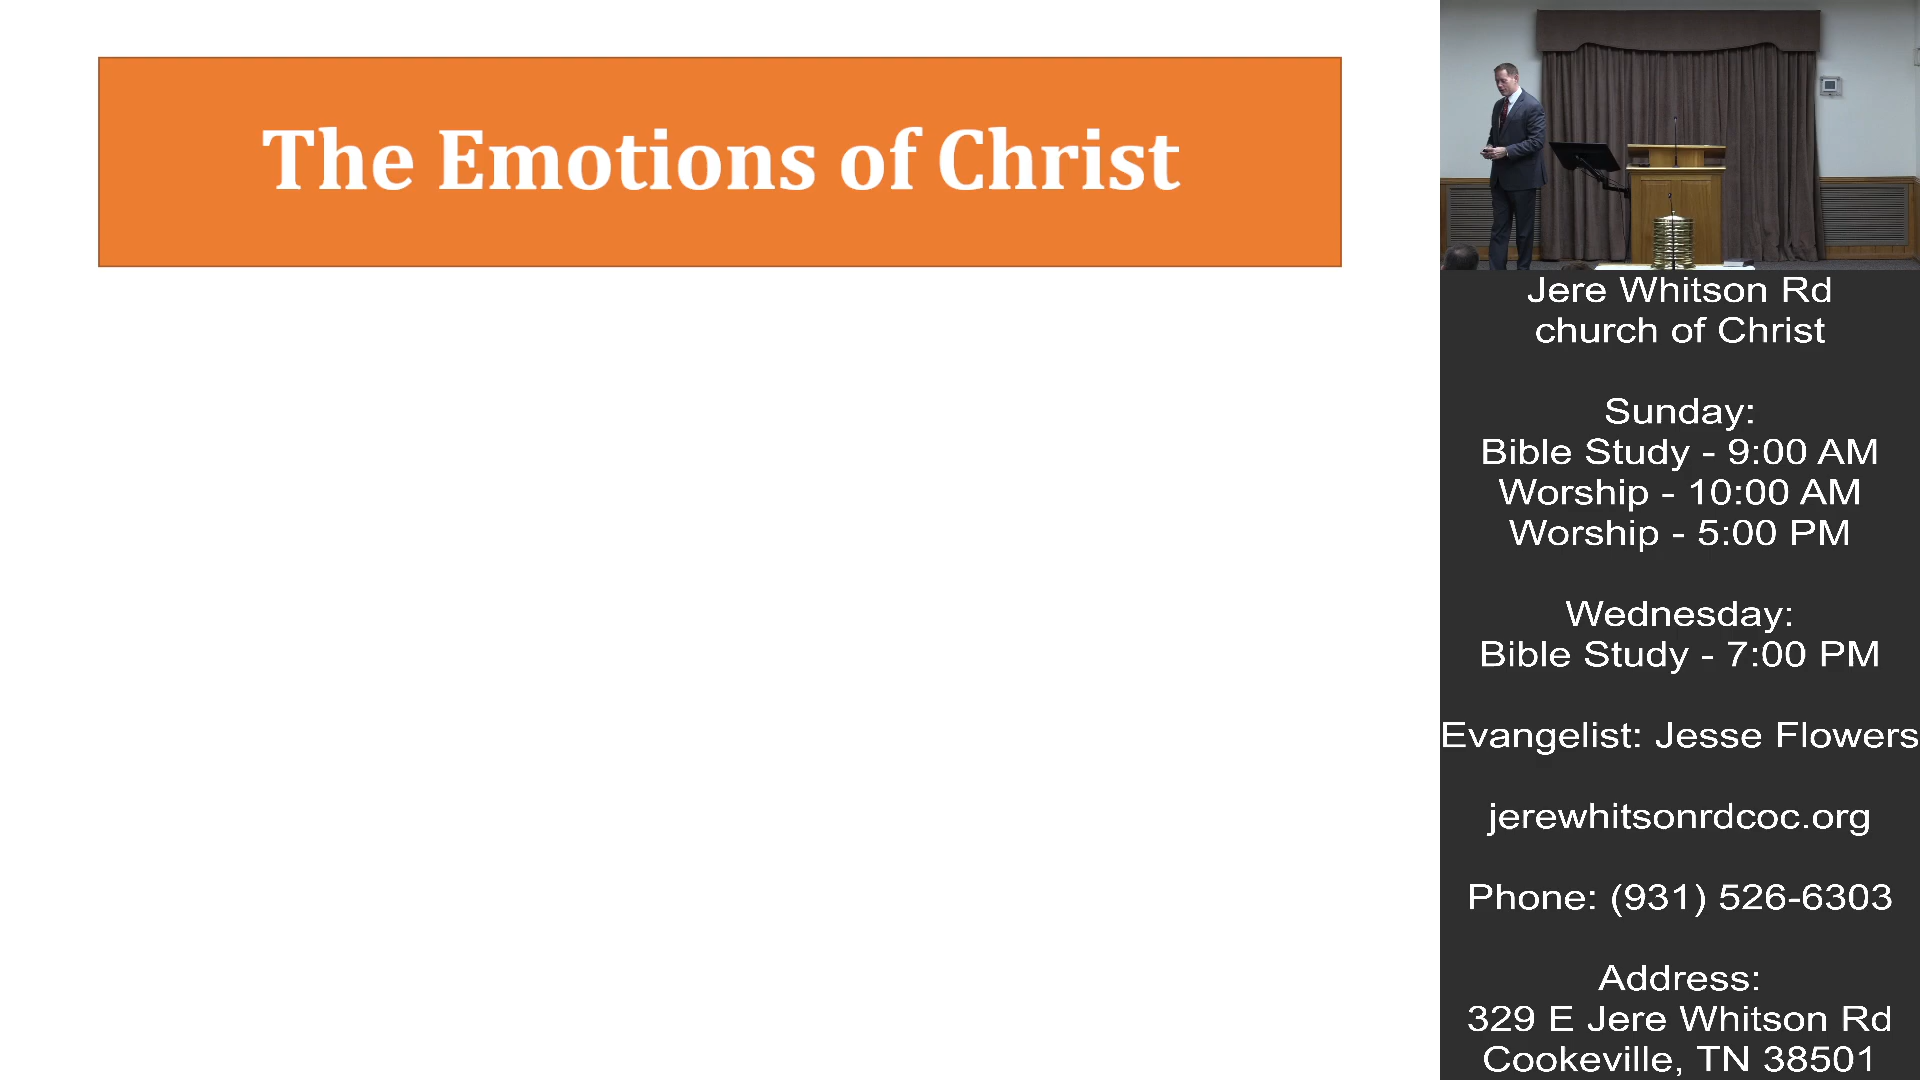 The Emotions of Christ
Jere Whitson Rd
church of Christ
Sunday:
Bible Study - 9:00 AM
Worship - 10:00 AM
Worship - 5:00 PM
Wednesday:
Bible Study - 7:00 PM
Evangelist: Jesse Flowers
jerewhitsonrdcoc.org
Phone: (931) 526-6303
Address:
329 E Jere Whitson Rd
Cookeville, TN 38501